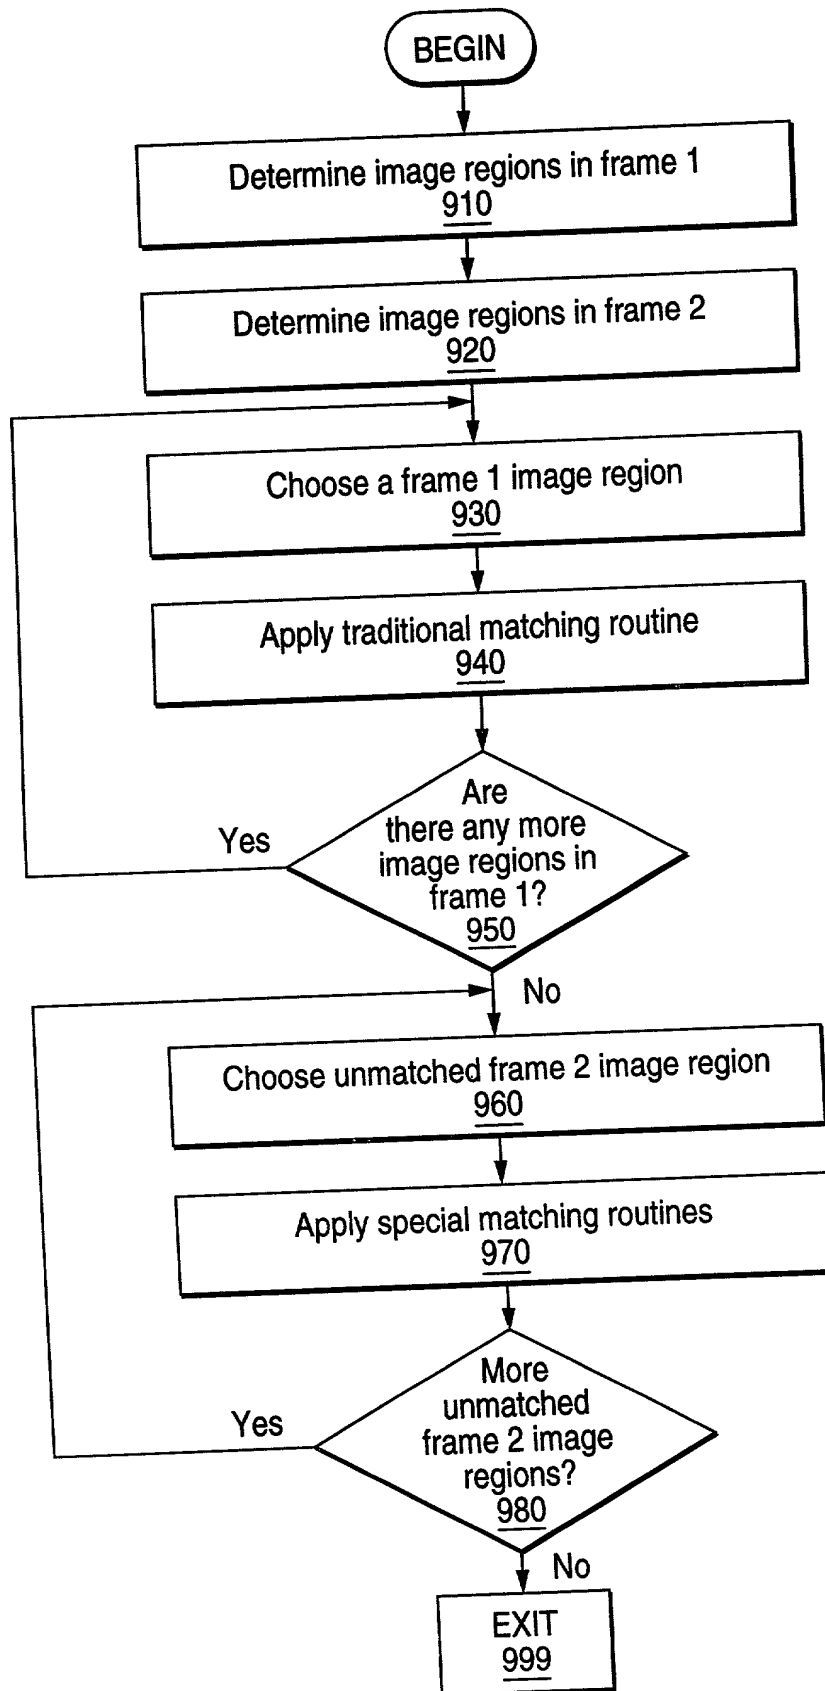 BEGIN
Determine image regions in frame 1
910
Determine image regions in frame 2
920
Choose a frame 1 image region
930
Apply traditional matching routine
940
Are
there any more
image regions in
frame 1?
950
Yes
No
Choose unmatched frame 2 image region
960
Apply special matching routines
970
More
unmatched
frame 2 image
regions?
980
Yes
No
EXIT
999